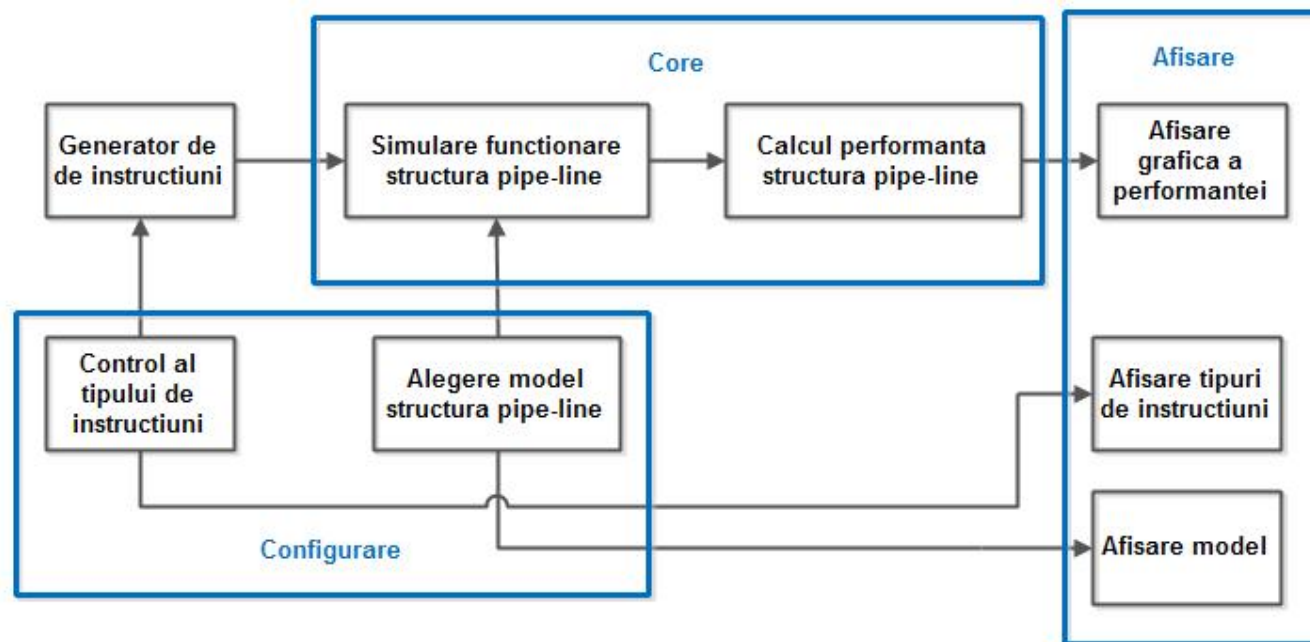 Core
Afisare
Generator de
de instructiuni
Simulare functionare
structura pipe-line
Calcul performanta
structura pipe-line
Afisare
grafica a
performantei
Control al
tipului de
instructiuni
Alegere model
structura pipe-line
Afisare tipuri
de instructiuni
Configurare
Afisare model